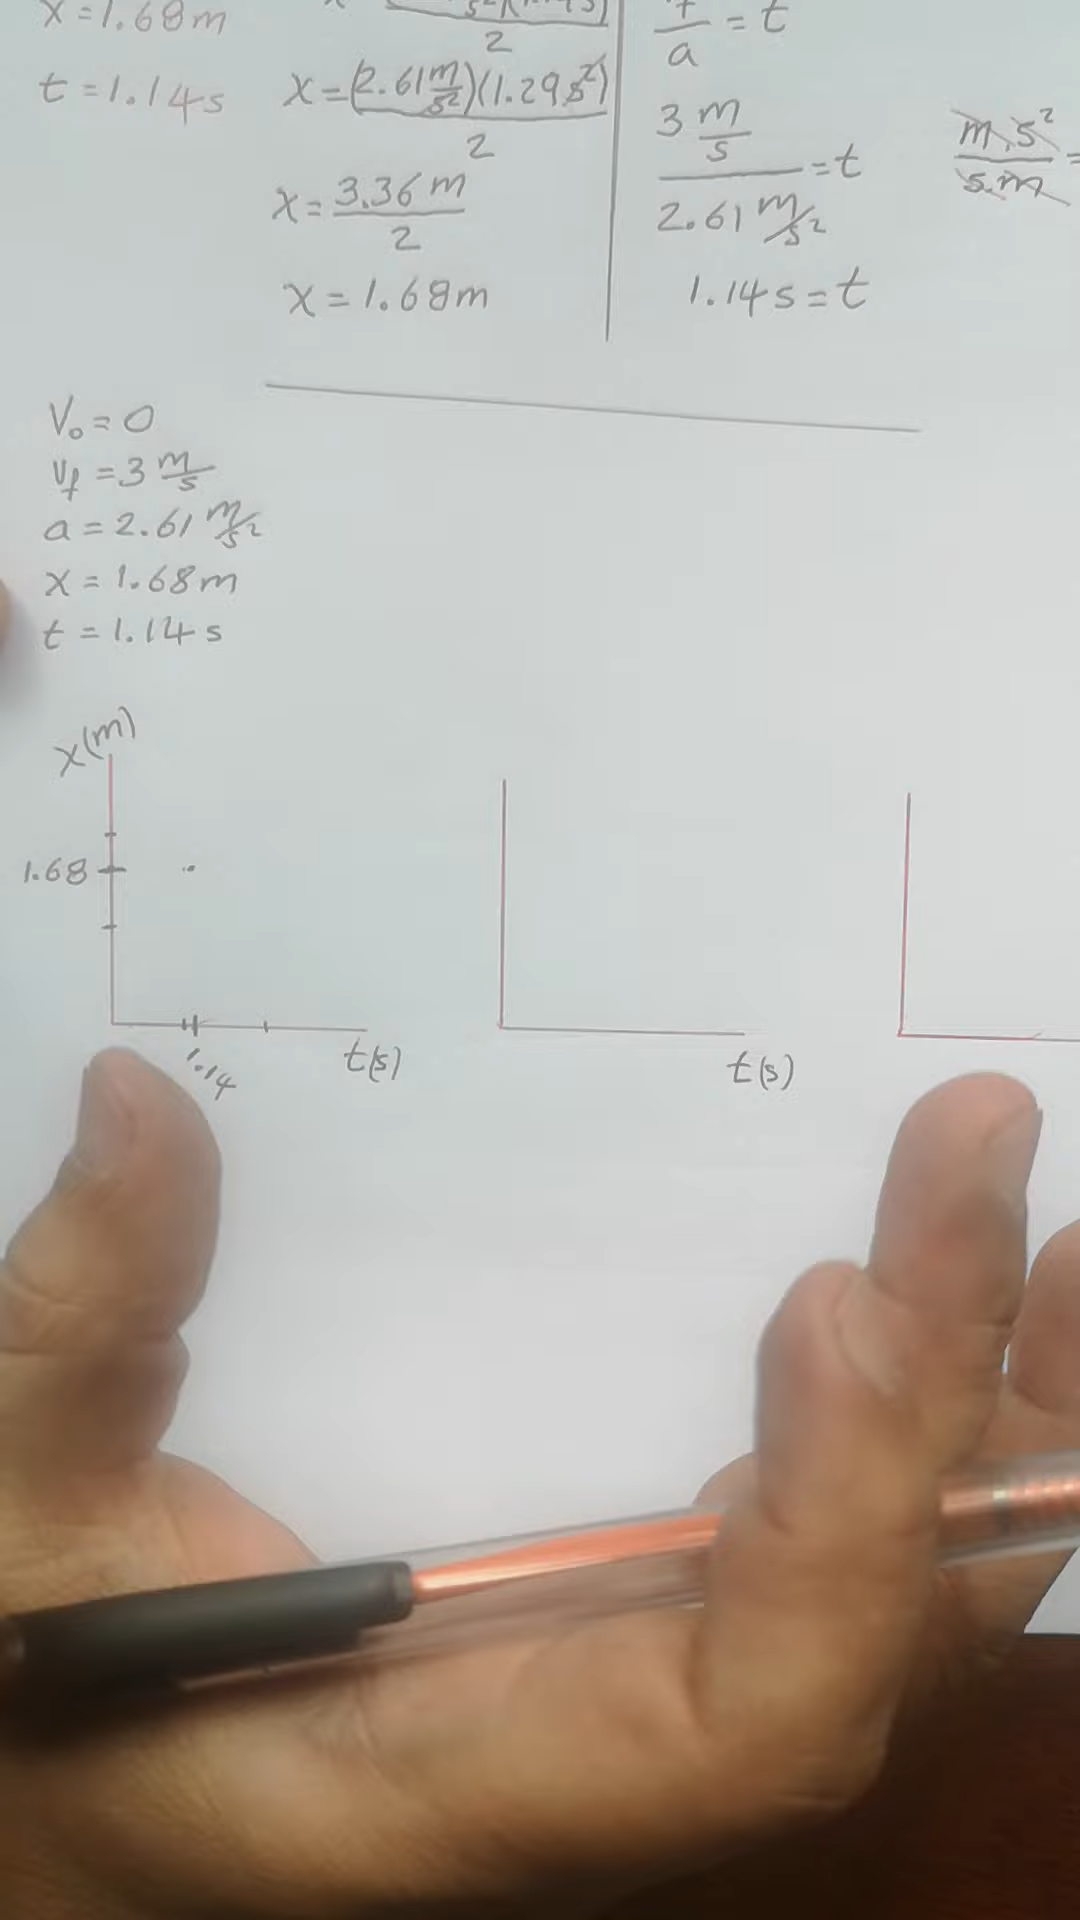 x=1.68m
t=1.14s
2
x=(2.61 m/s²)(1.29s²)
2
x=3.36m
2
x=1.68m
a
=t
3 m/s
=t
2.61 m/s²
1.14s=t
m.s²
s.m
=
V₀=0
Vf=3 m/s
a=2.61 m/s²
x=1.68m
t=1.14s
x(m)
1.68
1.14
t(s)
t(s)